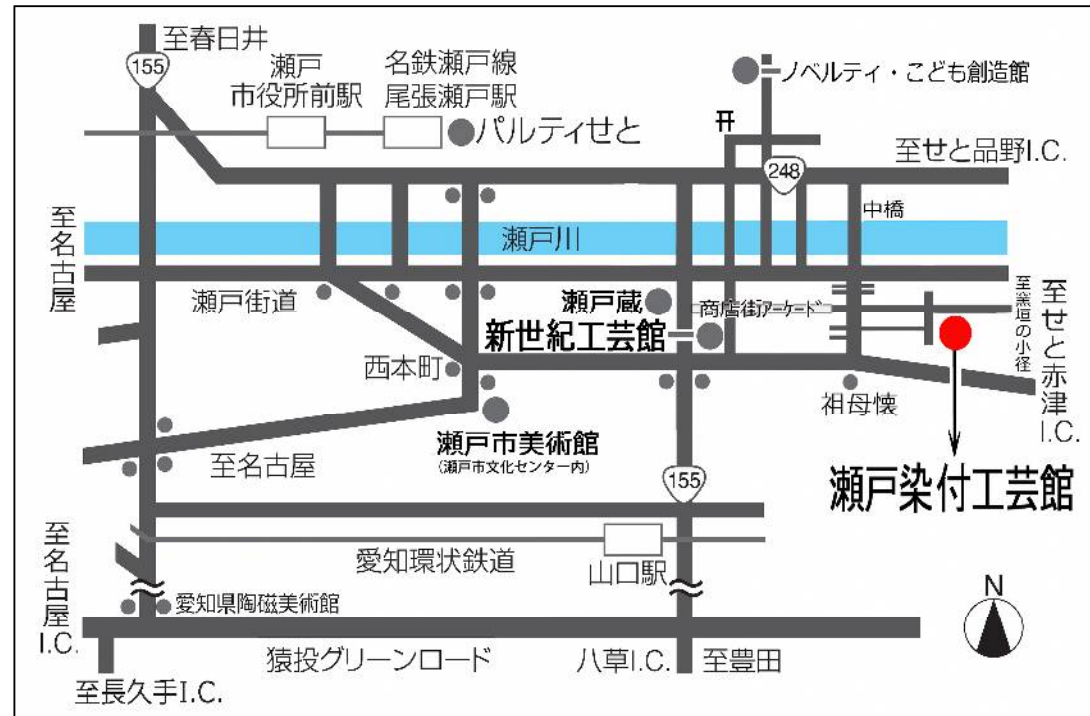 至春日井
155
瀬戸
市役所前駅
名鉄瀬戸線
尾張瀬戸駅
パルティせと
ノベルティ・こども創造館
至せと品野I.C.
248
中橋
至名古屋
瀬戸川
瀬戸街道
瀬戸蔵
商店街アーケード
新世紀工芸館
至窯垣の小径
至せと赤津I.C.
西本町
祖母懐
瀬戸市美術館
(瀬戸市文化センター内)
至名古屋
155
瀬戸染付工芸館
至名古屋I.C.
愛知環状鉄道
山口駅
愛知県陶磁美術館
N
猿投グリーンロード
八草I.C.
至豊田
至長久手I.C.